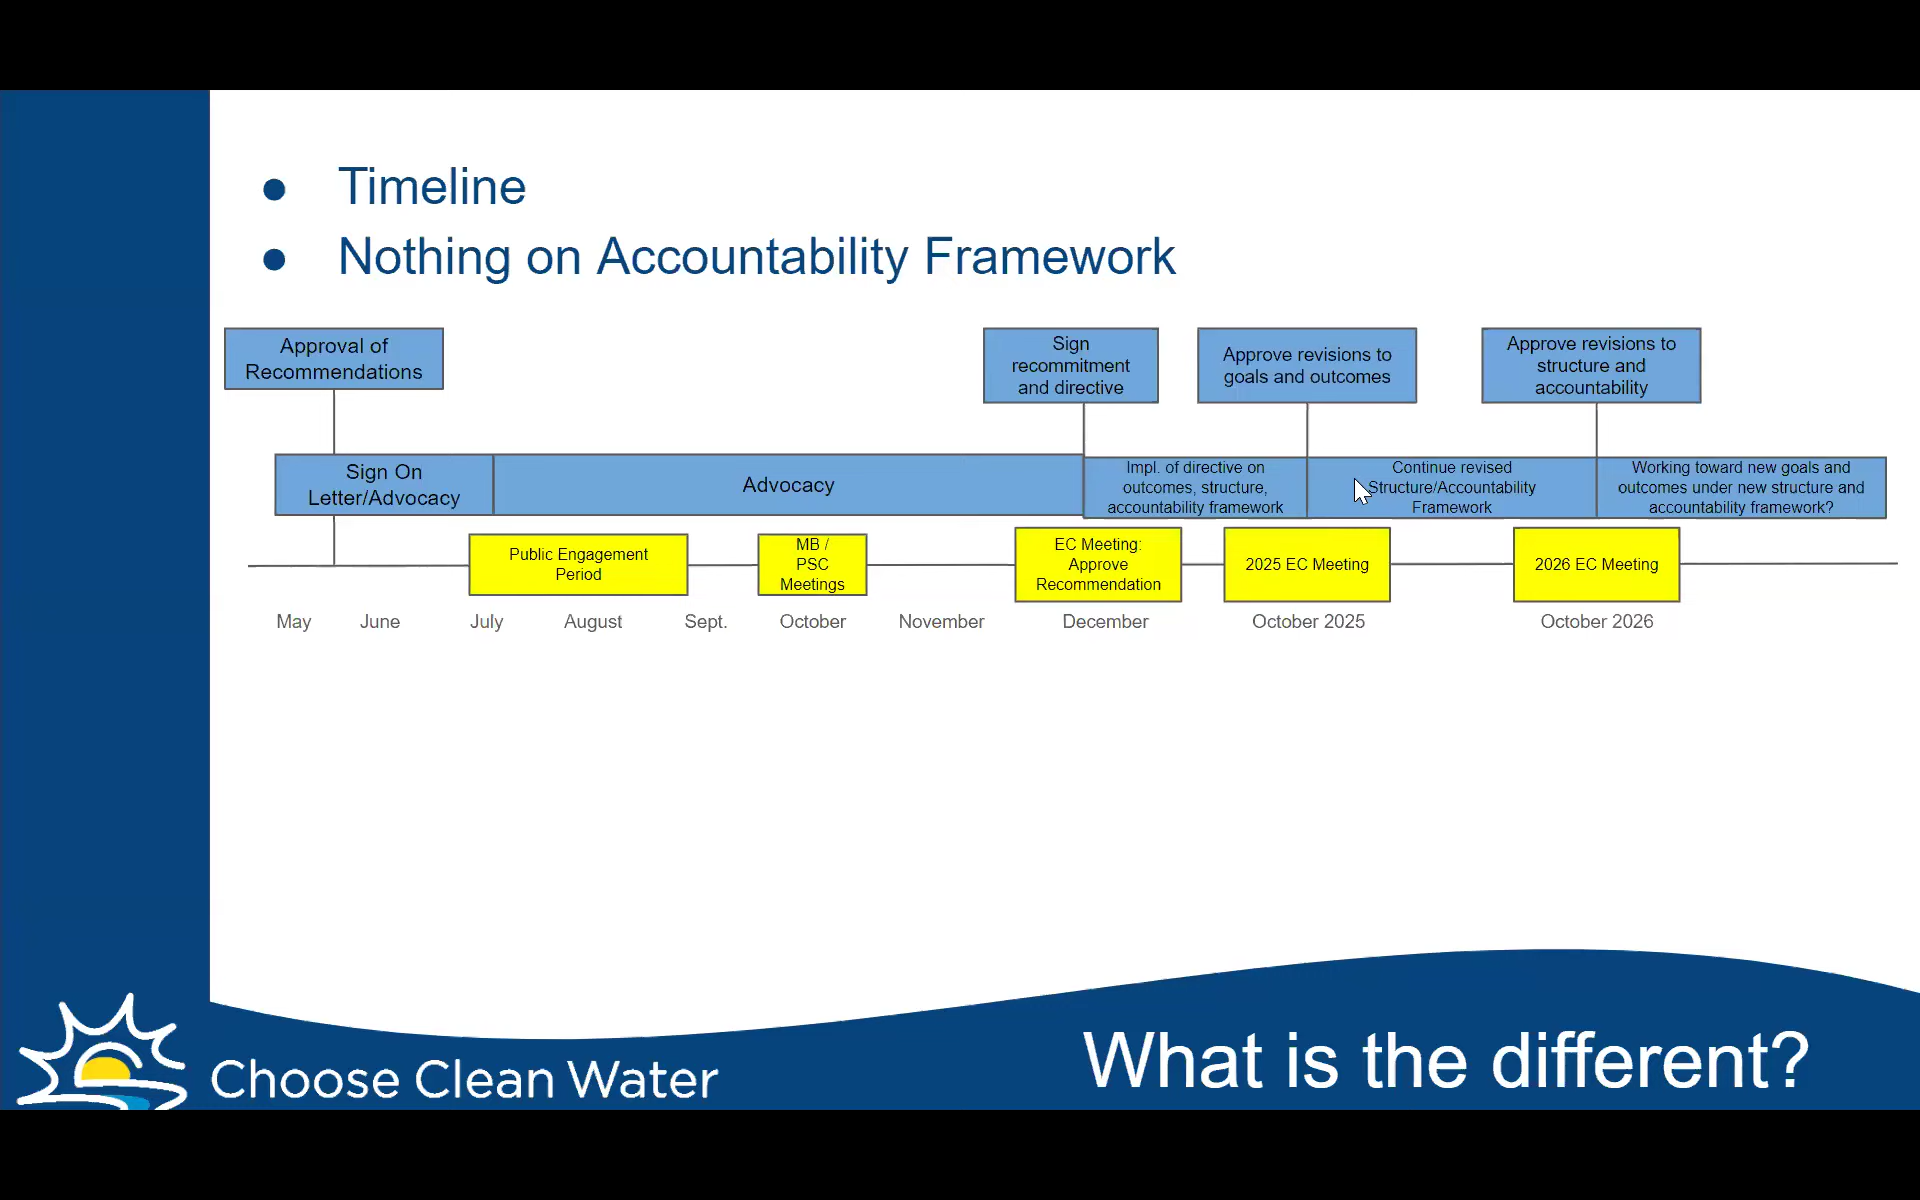 Timeline
Nothing on Accountability Framework
Approval of
Recommendations
Sign
recommitment
and directive
Approve revisions to
goals and outcomes
Approve revisions to
structure and
accountability
Sign On
Letter/Advocacy
Advocacy
Impl. of directive on
outcomes, structure,
accountability framework
Continue revised
Structure/Accountability
Framework
Working toward new goals and
outcomes under new structure and
accountability framework?
Public Engagement
Period
MB /
PSC
Meetings
EC Meeting:
Approve
Recommendation
2025 EC Meeting
2026 EC Meeting
May June July August Sept. October November December October 2025 October 2026
What is the different?
Choose Clean Water